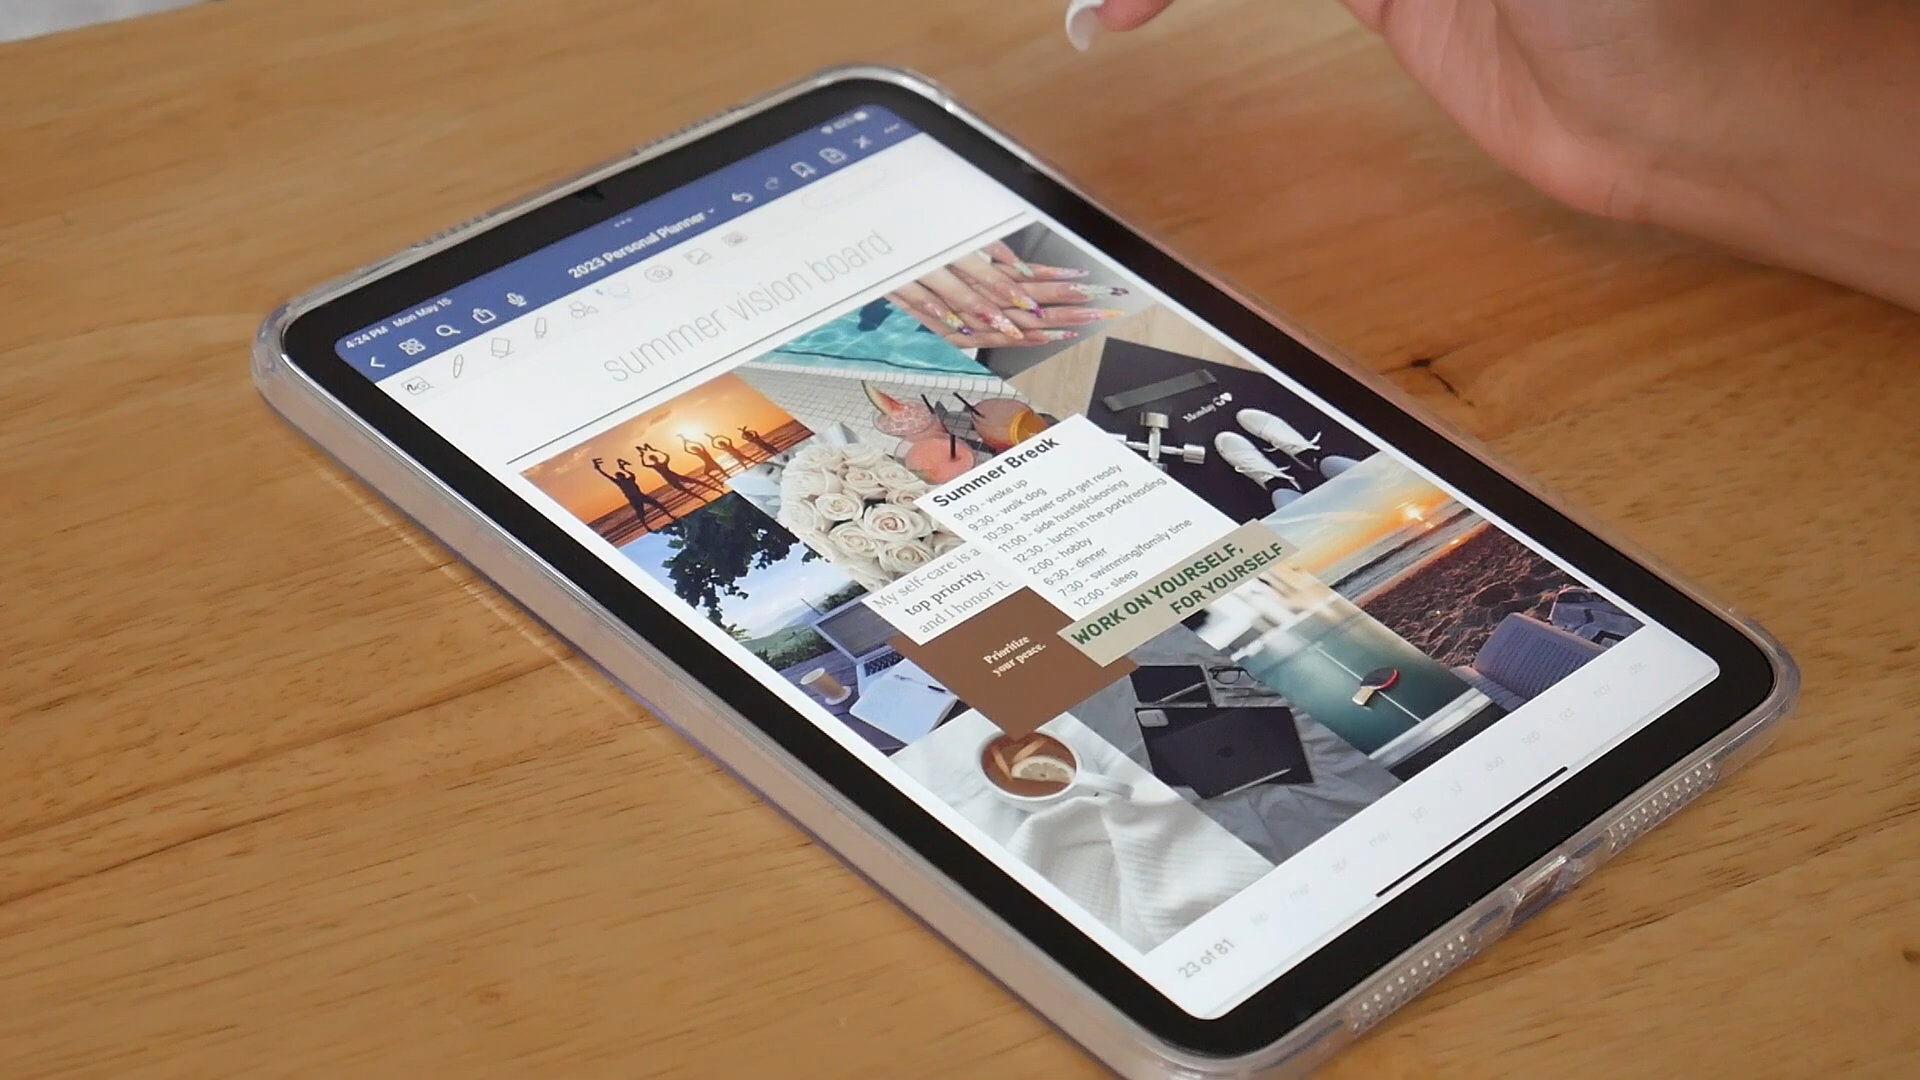 4:24 PM Mon May 15
2023 Personal Planner
summer vision board
FAM
Monday
Summer Break
9:00 - wake up
9:30 - walk dog
10:30 - shower and get ready
11:00 - side hustle/cleaning
12:30 - lunch in the park/reading
2:00 - hobby
6:30 - dinner
7:30 - swimming/family time
12:00 - sleep
My self-care is a
top priority,
and I honor it.
WORK ON YOURSELF,
FOR YOURSELF
Prioritize
your peace.
23 of 81